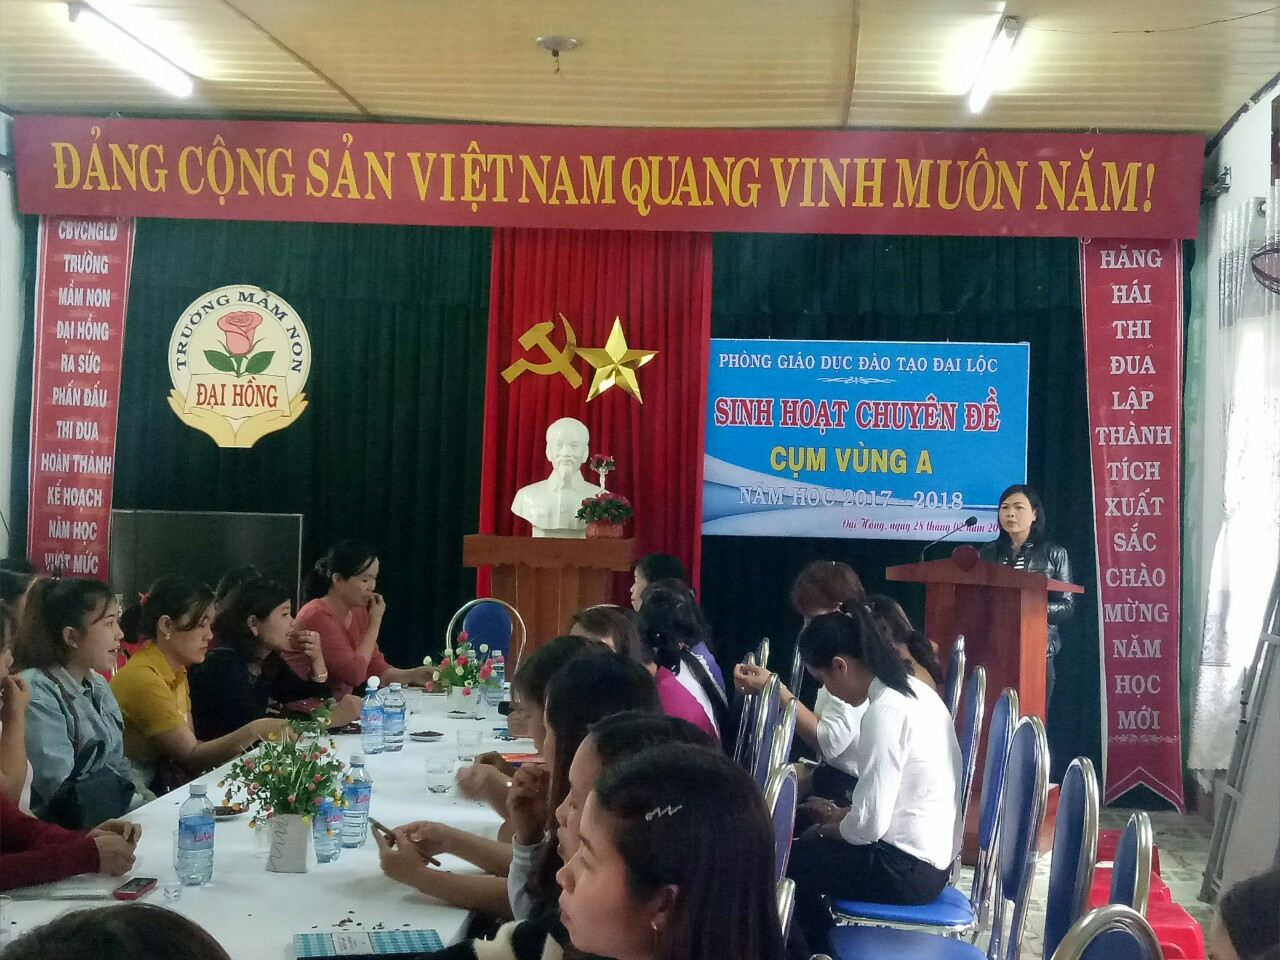 ĐẢNG CỘNG SẢN VIỆT NAM QUANG VINH MUÔN NĂM!
CBVCNGLĐ
TRƯỜNG
MẦM NON
ĐẠI HỒNG
RA SỨC
PHẤN ĐẤU
THI ĐUA
HOÀN THÀNH
KẾ HOẠCH
NĂM HỌC
VƯỢT MỨC
TRƯỜNG MẦM NON
ĐẠI HỒNG
PHÒNG GIÁO DỤC ĐÀO TẠO ĐẠI LỘC
SINH HOẠT CHUYÊN ĐỀ
CỤM VÙNG A
NĂM HỌC 2017 - 2018
Đại Hồng, ngày 28 tháng 02 năm 20
HĂNG
HÁI
THI
ĐUA
LẬP
THÀNH
TÍCH
XUẤT
SẮC
CHÀO
MỪNG
NĂM
HỌC
MỚI